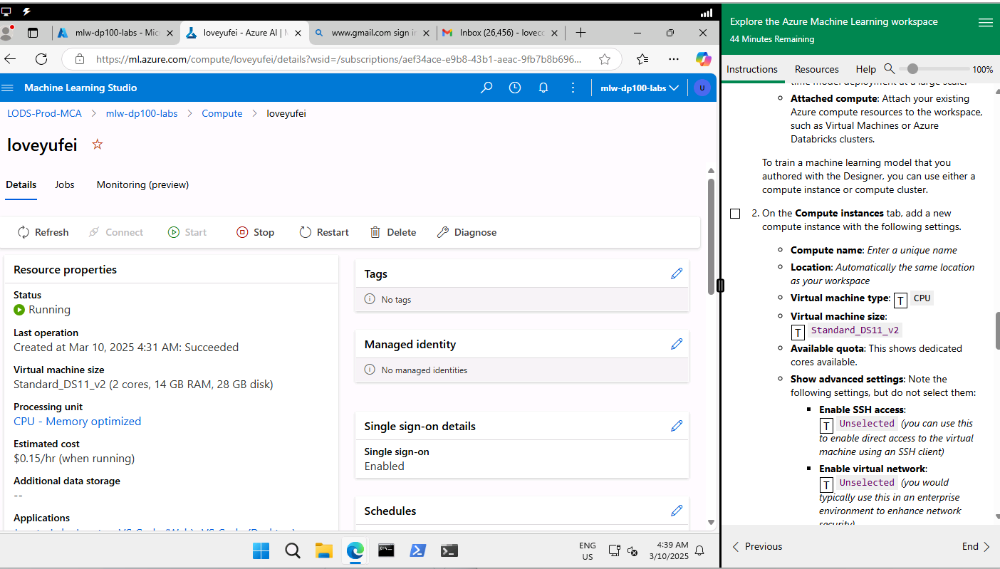 mlw-dp100-labs - Mic
loveyufei - Azure AI | M
www.gmail.com sign in
Inbox (26,456) - lovecc
https://ml.azure.com/compute/loveyufei/details?wsid=/subscriptions/aef34ace-e9b8-43b1-aeac-9fb7b8b696...
Machine Learning Studio
mlw-dp100-labs
U
LODS-Prod-MCA > mlw-dp100-labs > Compute > loveyufei
loveyufei
Details Jobs Monitoring (preview)
Refresh Connect Start Stop Restart Delete Diagnose
Resource properties
Status
Running
Last operation
Created at Mar 10, 2025 4:31 AM: Succeeded
Virtual machine size
Standard_DS11_v2 (2 cores, 14 GB RAM, 28 GB disk)
Processing unit
CPU - Memory optimized
Estimated cost
$0.15/hr (when running)
Additional data storage
--
Applications
Tags
No tags
Managed identity
No managed identities
Single sign-on details
Single sign-on
Enabled
Schedules
ENG
US
4:39 AM
3/10/2025
Explore the Azure Machine Learning workspace
44 Minutes Remaining
Instructions Resources Help 100%
time model deployment at a large scale.
Attached compute: Attach your existing
Azure compute resources to the workspace,
such as Virtual Machines or Azure
Databricks clusters.
To train a machine learning model that you
authored with the Designer, you can use either a
compute instance or compute cluster.
2. On the Compute instances tab, add a new
compute instance with the following settings.
Compute name: Enter a unique name
Location: Automatically the same location
as your workspace
Virtual machine type: T CPU
Virtual machine size:
T Standard_DS11_v2
Available quota: This shows dedicated
cores available.
Show advanced settings: Note the
following settings, but do not select them:
Enable SSH access:
T Unselected (you can use this
to enable direct access to the virtual
machine using an SSH client)
Enable virtual network:
T Unselected (you would
typically use this in an enterprise
environment to enhance network
security)
Previous
End